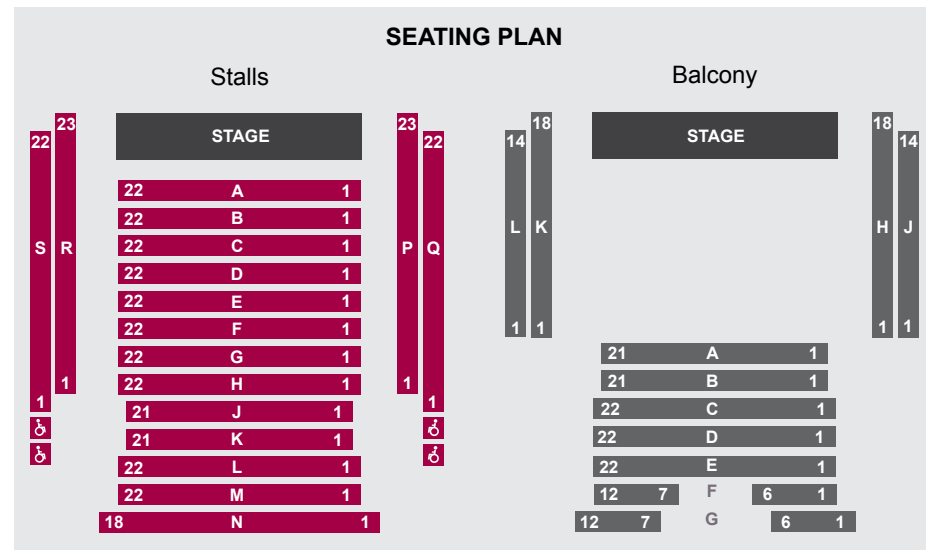 SEATING PLAN
Stalls
Balcony
STAGE
STAGE
22 S 1
23 R 1
23 P 1
22 Q 1
22 A 1
22 B 1
22 C 1
22 D 1
22 E 1
22 F 1
22 G 1
22 H 1
21 J 1
21 K 1
22 L 1
22 M 1
18 N 1
14 L 1
18 K 1
18 H 1
14 J 1
21 A 1
21 B 1
22 C 1
22 D 1
22 E 1
12 7 F 6 1
12 7 G 6 1